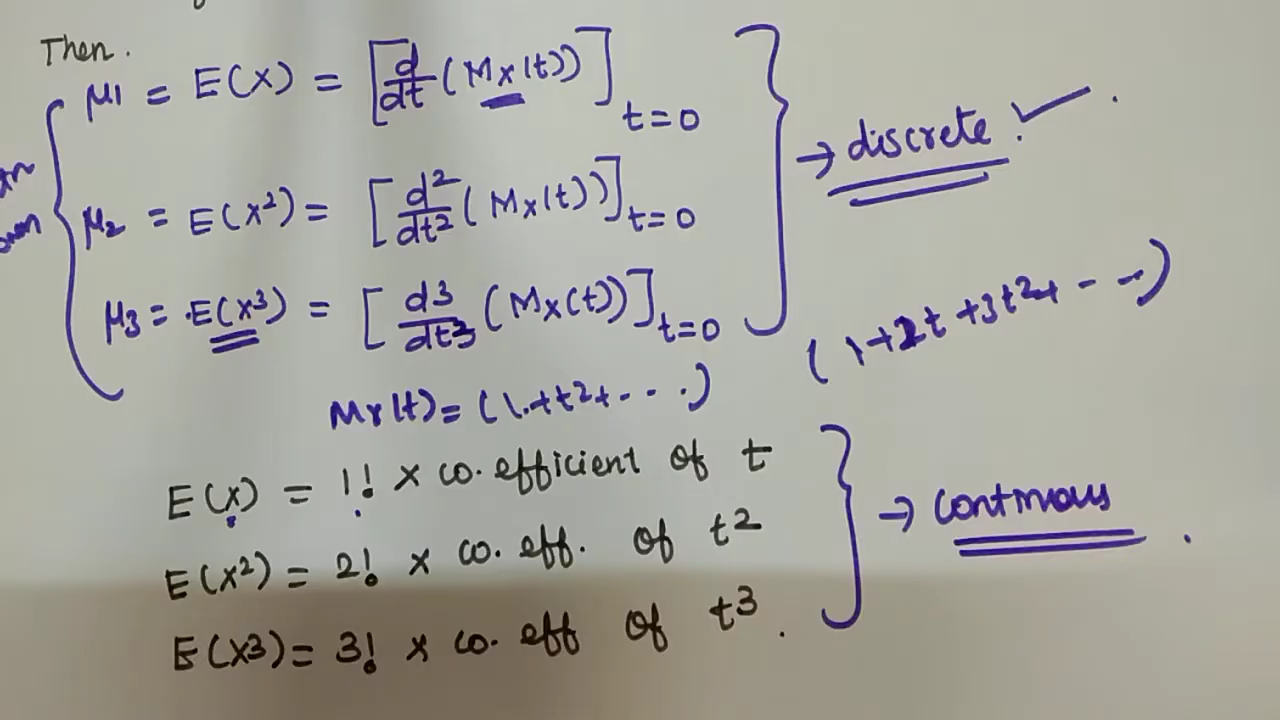 Then.
μ1 = E(X) = [d/dt (Mx(t))] t=0
μ2 = E(X²) = [d²/dt² (Mx(t))] t=0
μ3 = E(X³) = [d3/dt3 (Mx(t))] t=0
→ discrete.
(1+2t+3t²+ - - -)
Mx(t) = (1+t²+ - - .)
E(x) = 1! × co.efficient of t
E(x²) = 2! × co. eff. of t2
E(x3) = 3! × co. eff of t3.
→ continuous